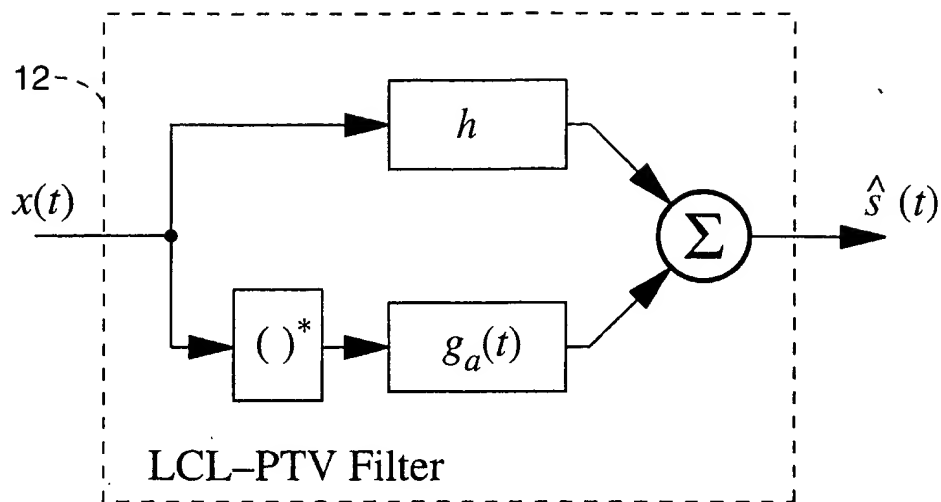 12
h
x(t)
Σ
ŝ (t)
( )*
g_a(t)
LCL–PTV Filter